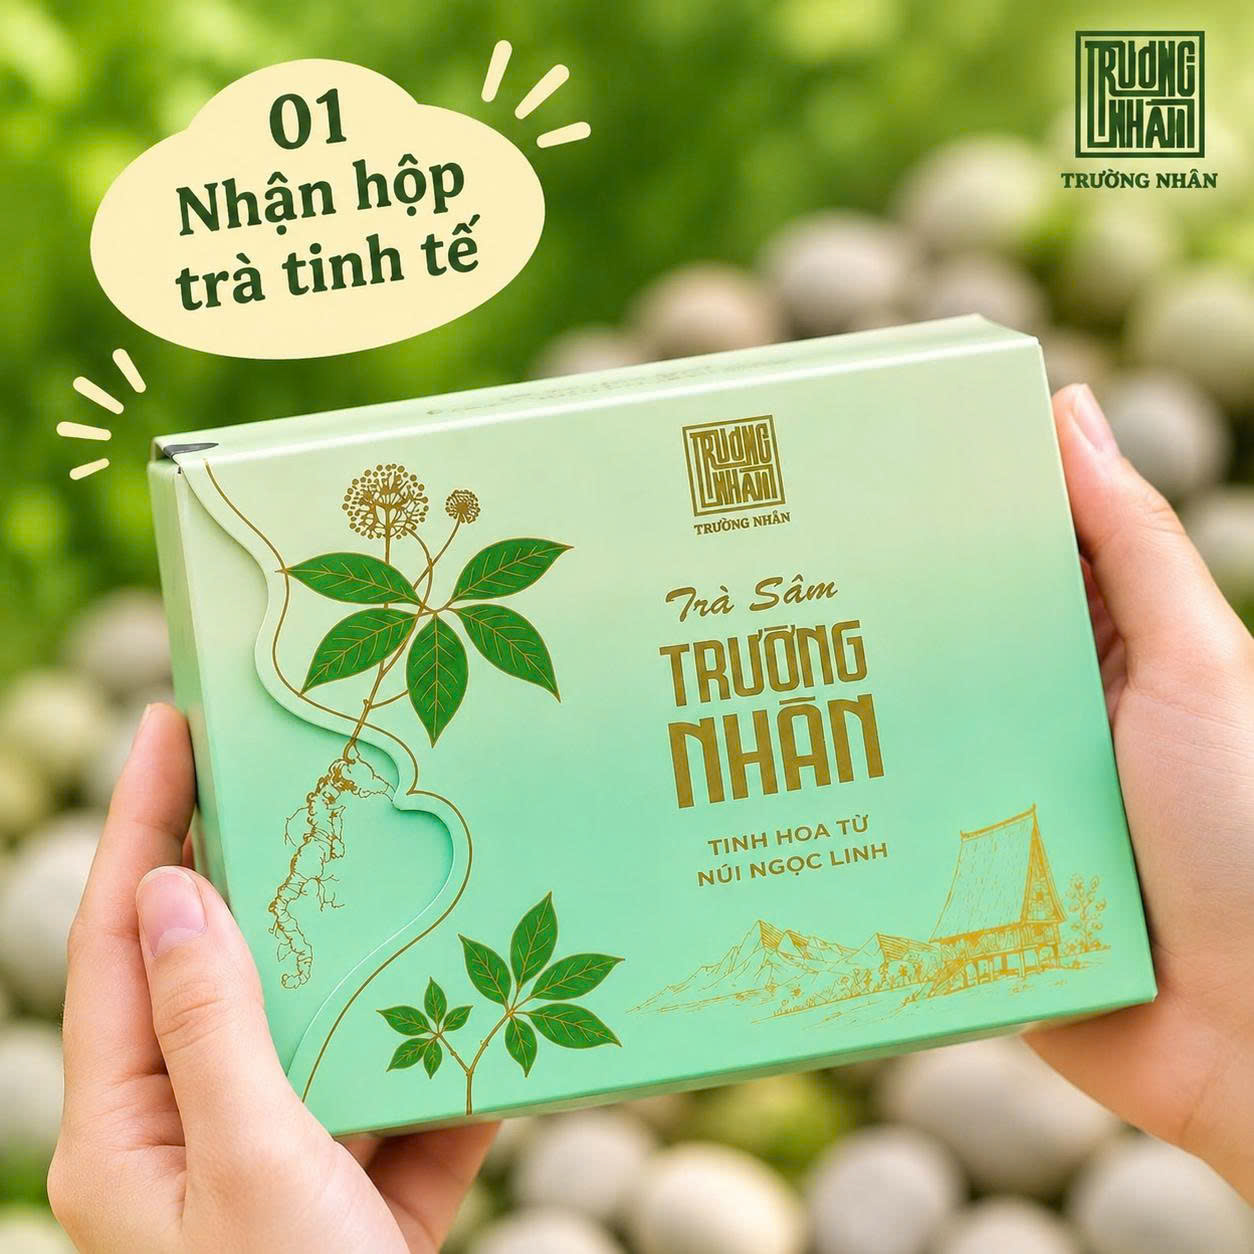 01
Nhận hộp
trà tinh tế
TRƯỜNG
NHÂN
TRƯỜNG NHÂN
TRƯỜNG
NHÂN
TRƯỜNG NHÂN
Trà Sâm
TRƯỜNG
NHÂN
TINH HOA TỪ
NÚI NGỌC LINH